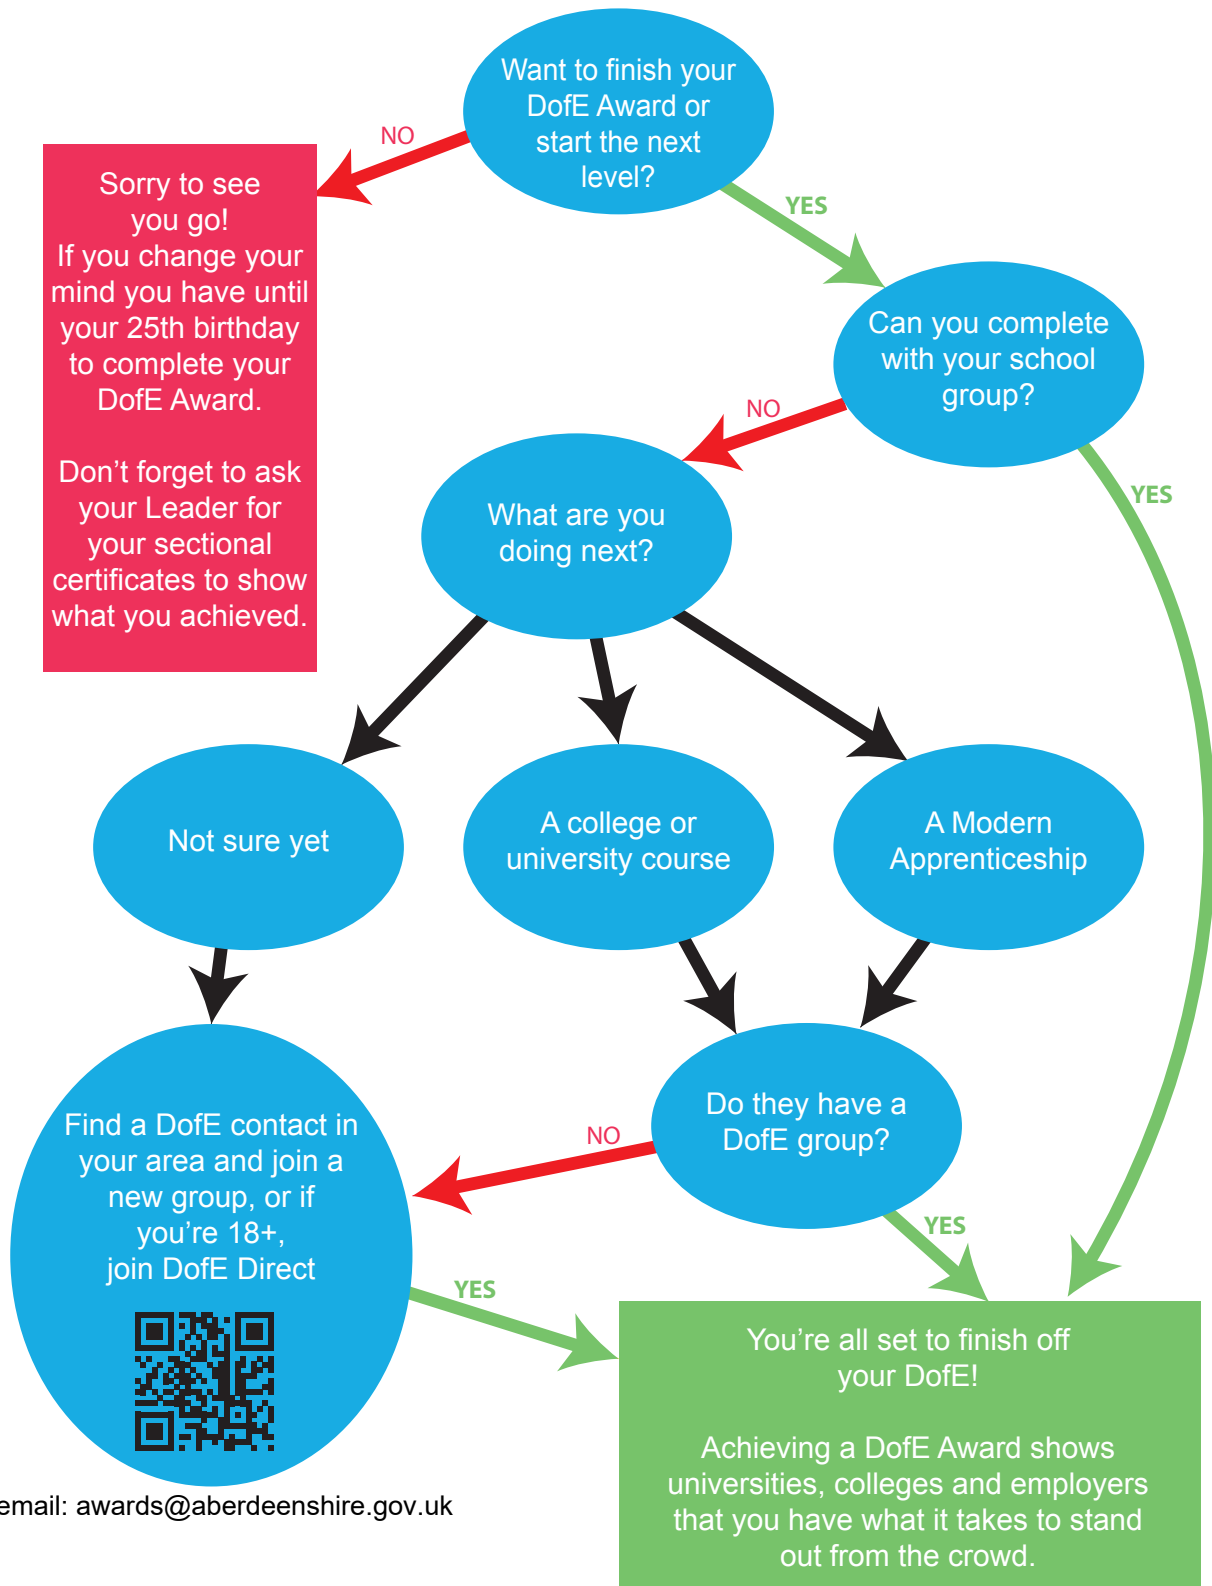 Want to finish your
DofE Award or
start the next
level?
NO
YES
Sorry to see
you go!
If you change your
mind you have until
your 25th birthday
to complete your
DofE Award.
Don’t forget to ask
your Leader for
your sectional
certificates to show
what you achieved.
Can you complete
with your school
group?
NO
YES
What are you
doing next?
Not sure yet
A college or
university course
A Modern
Apprenticeship
Do they have a
DofE group?
NO
YES
Find a DofE contact in
your area and join a
new group, or if
you’re 18+,
join DofE Direct
YES
email: awards@aberdeenshire.gov.uk
You’re all set to finish off
your DofE!
Achieving a DofE Award shows
universities, colleges and employers
that you have what it takes to stand
out from the crowd.